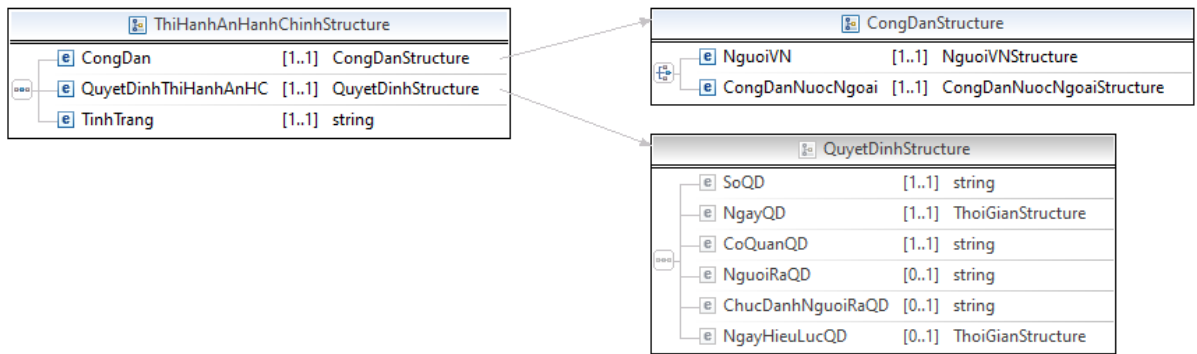 ThiHanhAnHanhChinhStructure
e CongDan [1..1] CongDanStructure
e QuyetDinhThiHanhAnHC [1..1] QuyetDinhStructure
e TinhTrang [1..1] string
CongDanStructure
e NguoiVN [1..1] NguoiVNStructure
e CongDanNuocNgoai [1..1] CongDanNuocNgoaiStructure
QuyetDinhStructure
e SoQD [1..1] string
e NgayQD [1..1] ThoiGianStructure
e CoQuanQD [1..1] string
e NguoiRaQD [0..1] string
e ChucDanhNguoiRaQD [0..1] string
e NgayHieuLucQD [0..1] ThoiGianStructure